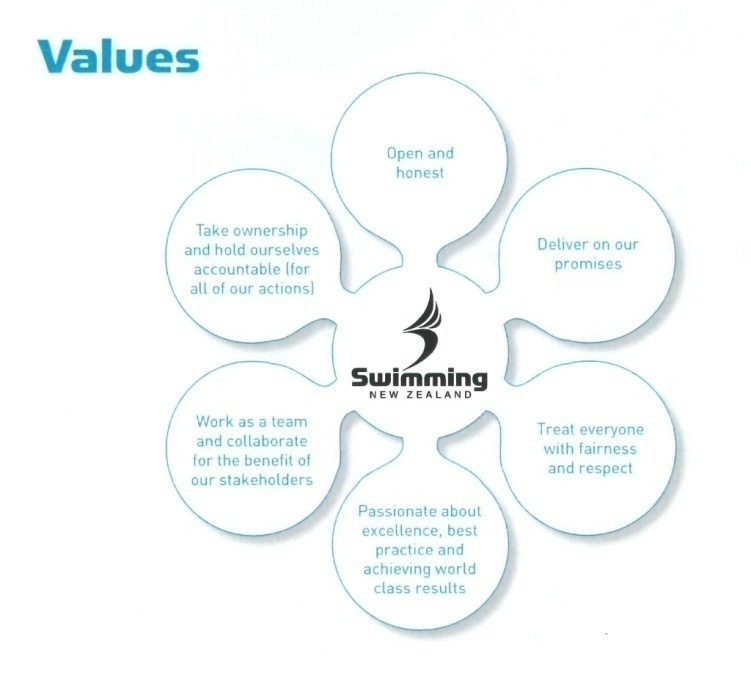 Values
Open and
honest
Deliver on our
promises
Treat everyone
with fairness
and respect
Passionate about
excellence, best
practice and
achieving world
class results
Work as a team
and collaborate
for the benefit of
our stakeholders
Take ownership
and hold ourselves
accountable (for
all of our actions)
Swimming
NEW ZEALAND